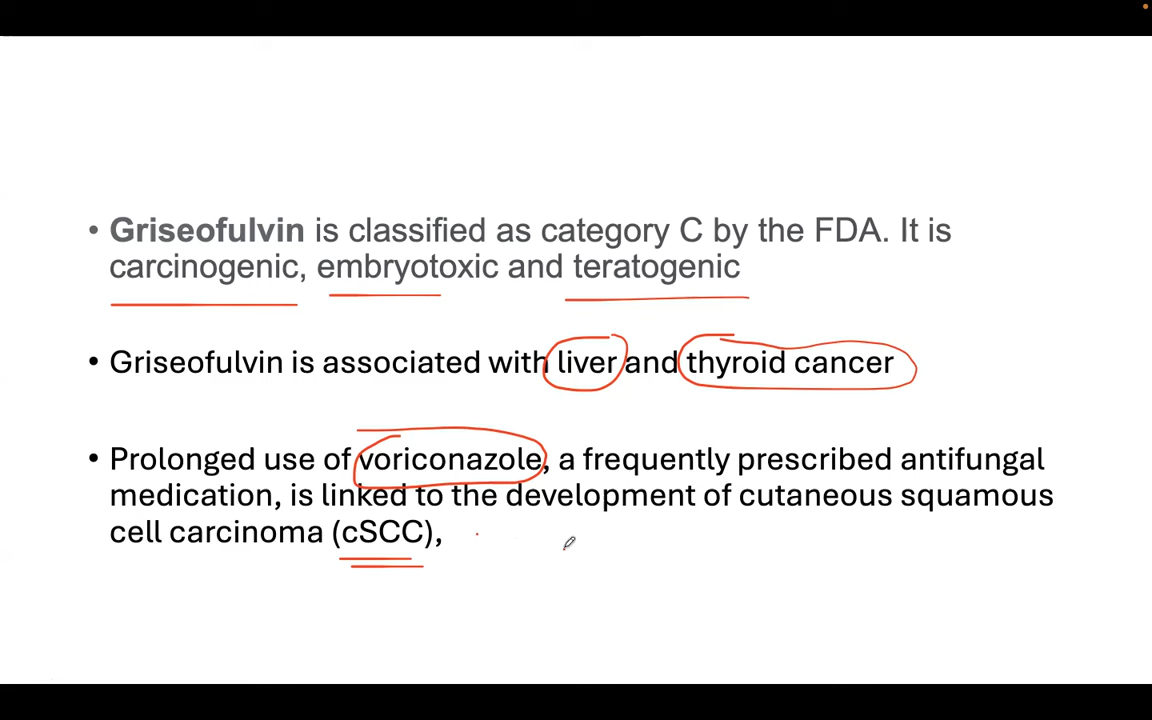 • Griseofulvin is classified as category C by the FDA. It is
carcinogenic, embryotoxic and teratogenic
• Griseofulvin is associated with liver and thyroid cancer
• Prolonged use of voriconazole, a frequently prescribed antifungal
medication, is linked to the development of cutaneous squamous
cell carcinoma (cSCC),